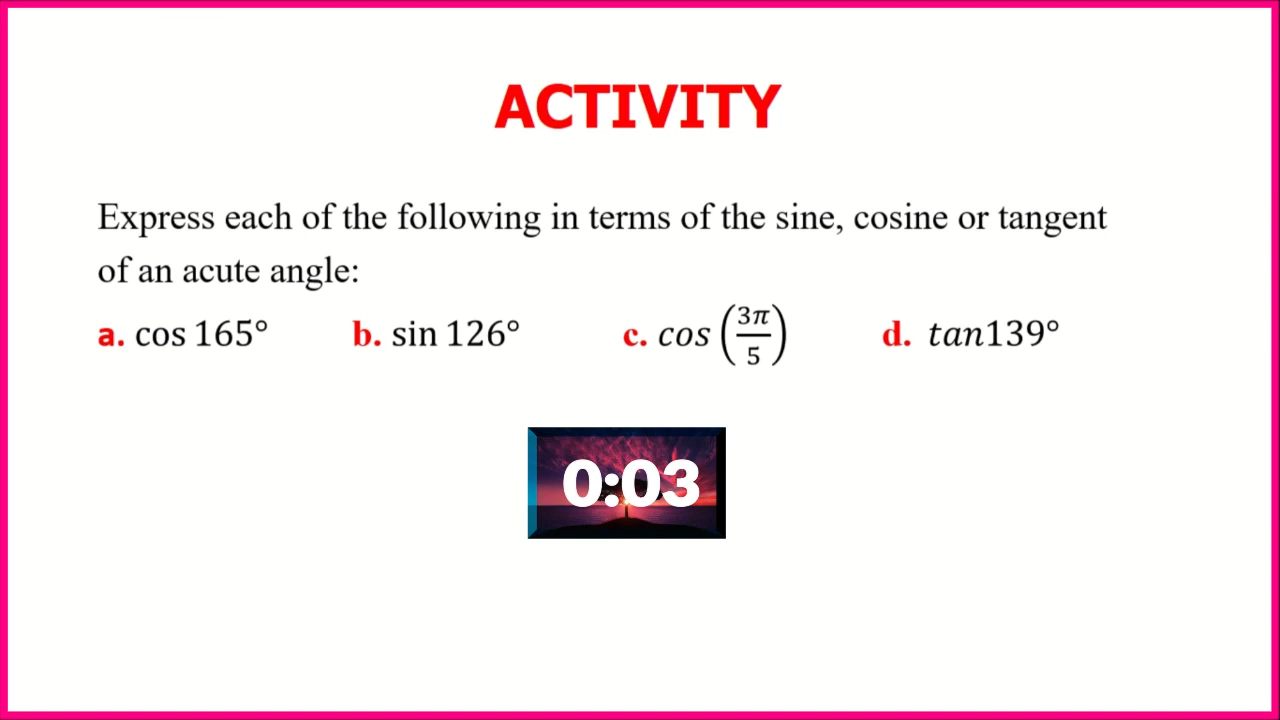 ACTIVITY
Express each of the following in terms of the sine, cosine or tangent
of an acute angle:
a. cos 165° b. sin 126° c. cos (3π/5) d. tan139°
0:03